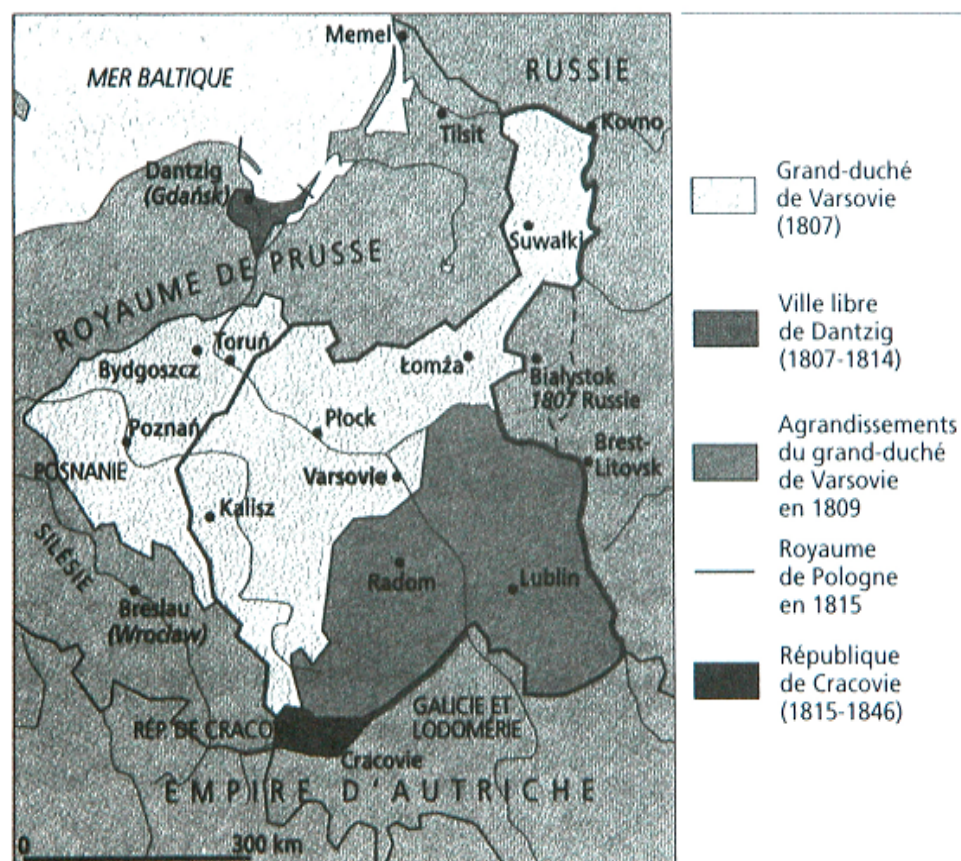 Memel
RUSSIE
MER BALTIQUE
Tilsit
Kovno
Dantzig
(Gdańsk)
Suwałki
ROYAUME DE PRUSSE
Toruń
Bydgoszcz
Łomża
Białystok
1807 Russie
Płock
Poznań
Brest-
Litovsk
POSNANIE
Varsovie
Kalisz
SILÉSIE
Radom
Lublin
Breslau
(Wrocław)
GALICIE ET
LODOMÉRIE
RÉP. DE CRACO
Cracovie
EMPIRE D'AUTRICHE
0 300 km
Grand-duché
de Varsovie
(1807)
Ville libre
de Dantzig
(1807-1814)
Agrandissements
du grand-duché
de Varsovie
en 1809
Royaume
de Pologne
en 1815
République
de Cracovie
(1815-1846)